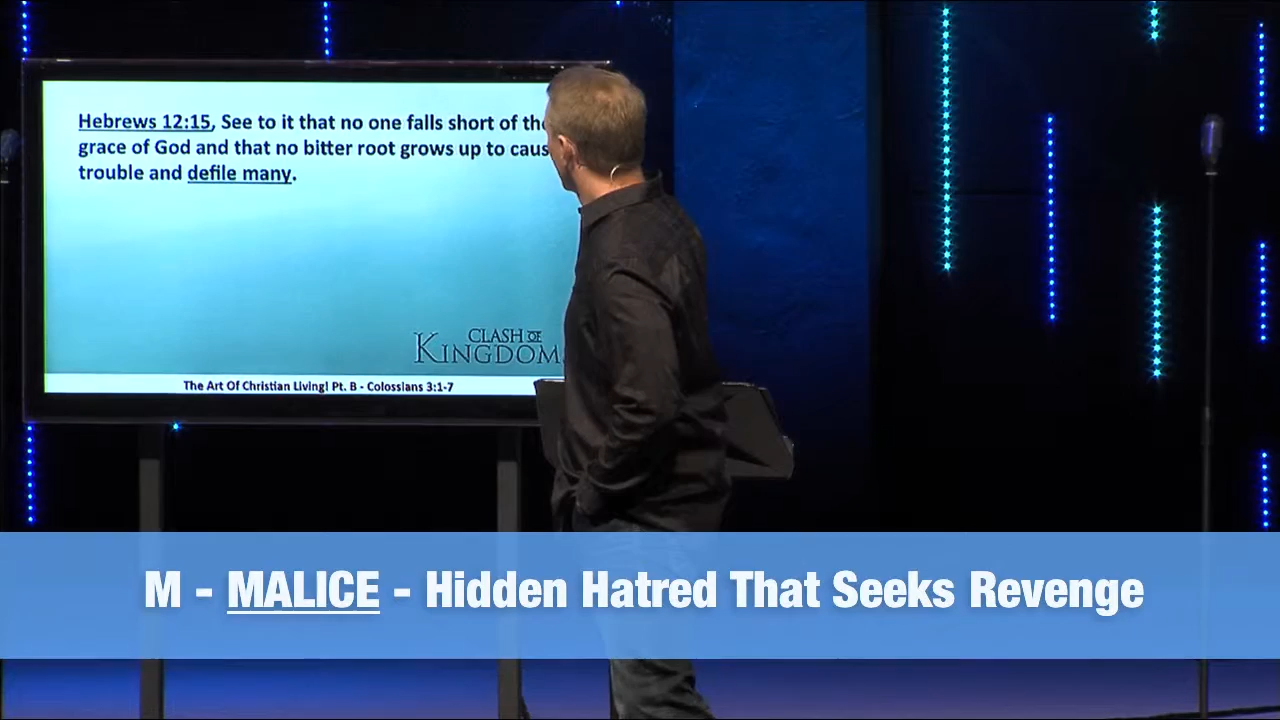 Hebrews 12:15, See to it that no one falls short of the
grace of God and that no bitter root grows up to caus
trouble and defile many.
CLASH OF
KINGDOM
The Art Of Christian Living! Pt. B - Colossians 3:1-7
M - MALICE - Hidden Hatred That Seeks Revenge